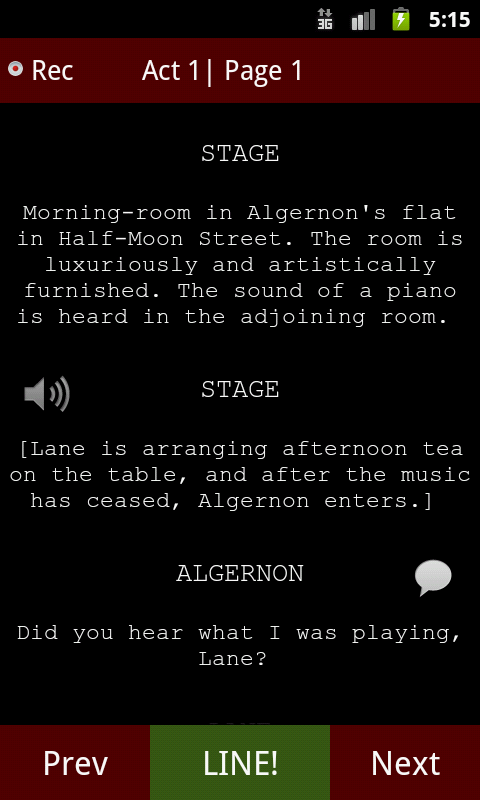 3G 5:15
Rec Act 1| Page 1
STAGE
Morning-room in Algernon's flat
in Half-Moon Street. The room is
luxuriously and artistically
furnished. The sound of a piano
is heard in the adjoining room.
STAGE
[Lane is arranging afternoon tea
on the table, and after the music
has ceased, Algernon enters.]
ALGERNON
Did you hear what I was playing,
Lane?
Prev LINE! Next